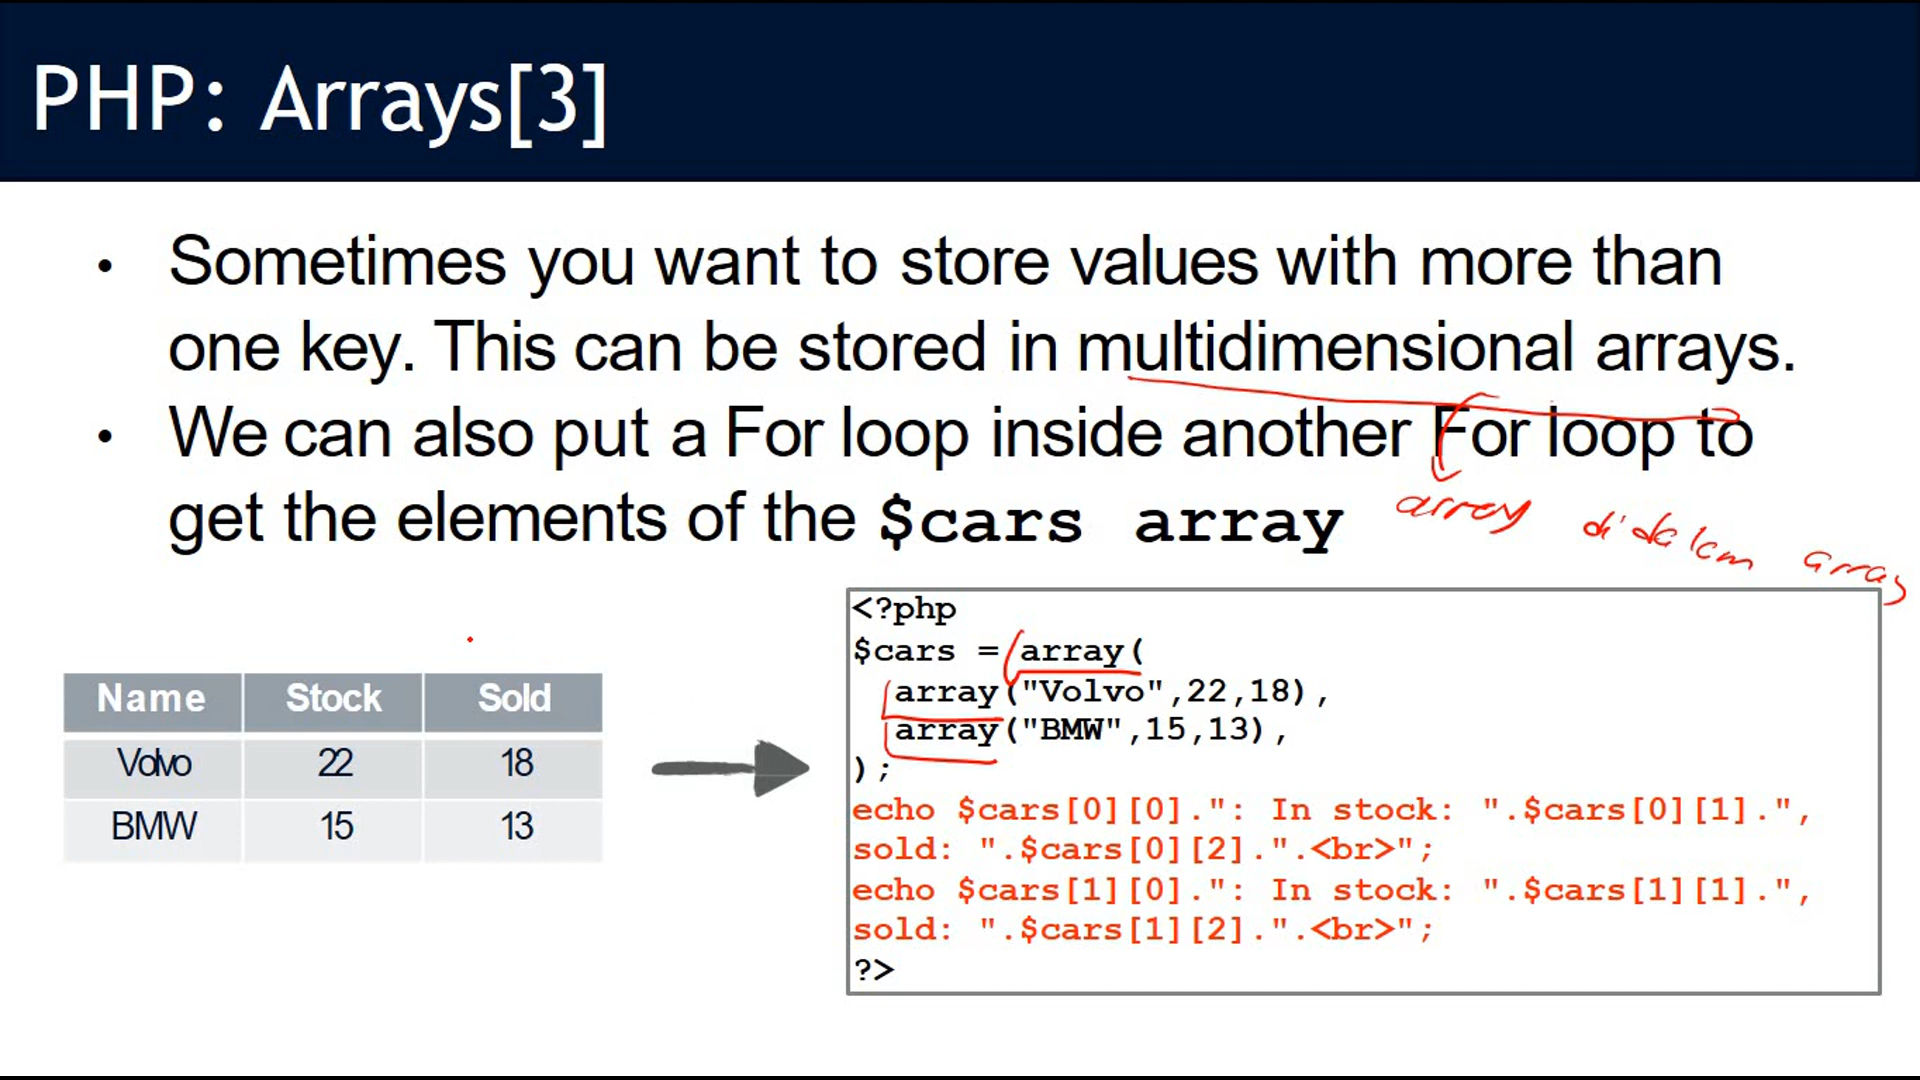 PHP: Arrays[3]
• Sometimes you want to store values with more than
one key. This can be stored in multidimensional arrays.
• We can also put a For loop inside another For loop to
get the elements of the $cars array
array didalam array
Name Stock Sold
Volvo 22 18
BMW 15 13
<?php
$cars = array(
array("Volvo",22,18),
array("BMW",15,13),
);
echo $cars[0][0].": In stock: ".$cars[0][1].",
sold: ".$cars[0][2].".<br>";
echo $cars[1][0].": In stock: ".$cars[1][1].",
sold: ".$cars[1][2].".<br>";
?>